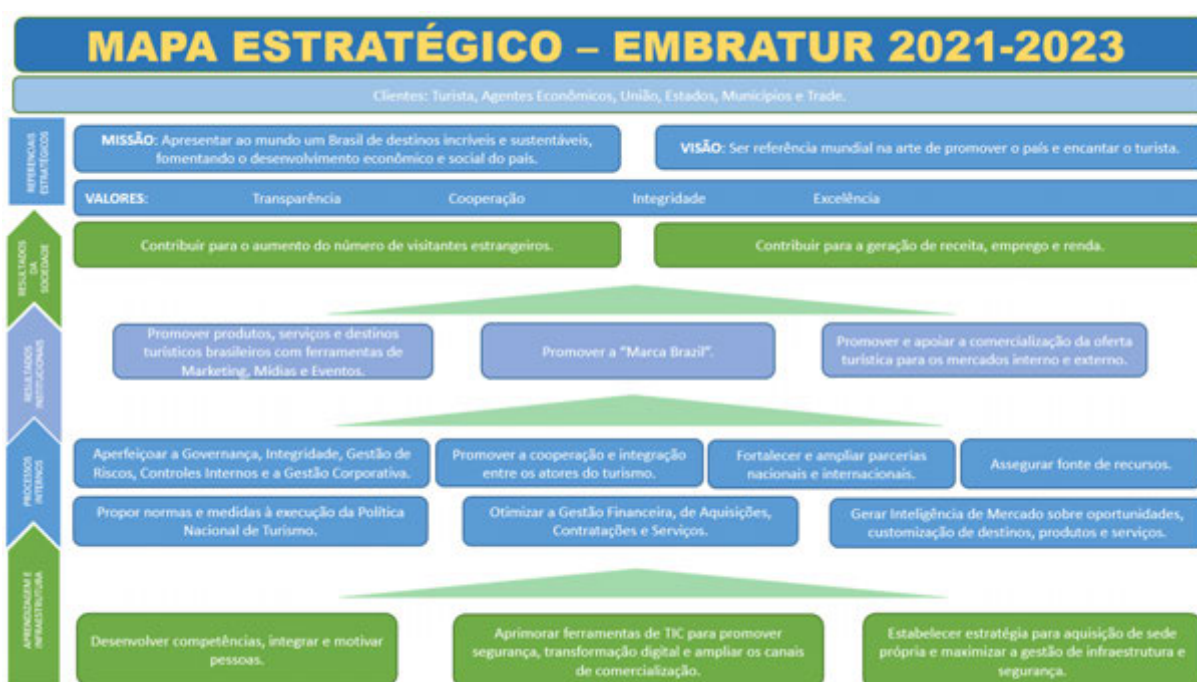 MAPA ESTRATÉGICO – EMBRATUR 2021-2023
Clientes: Turista, Agentes Econômicos, União, Estados, Municípios e Trade.
REFERENCIAIS
ESTRATÉGICOS
MISSÃO: Apresentar ao mundo um Brasil de destinos incríveis e sustentáveis,
fomentando o desenvolvimento econômico e social do país.
VISÃO: Ser referência mundial na arte de promover o país e encantar o turista.
VALORES: Transparência Cooperação Integridade Excelência
RESULTADOS
DA
SOCIEDADE
Contribuir para o aumento do número de visitantes estrangeiros.
Contribuir para a geração de receita, emprego e renda.
RESULTADOS
INSTITUCIONAIS
Promover produtos, serviços e destinos
turísticos brasileiros com ferramentas de
Marketing, Mídias e Eventos.
Promover a “Marca Brazil”.
Promover e apoiar a comercialização da oferta
turística para os mercados interno e externo.
PROCESSOS
INTERNOS
Aperfeiçoar a Governança, Integridade, Gestão de
Riscos, Controles Internos e a Gestão Corporativa.
Promover a cooperação e integração
entre os atores do turismo.
Fortalecer e ampliar parcerias
nacionais e internacionais.
Assegurar fonte de recursos.
Propor normas e medidas à execução da Política
Nacional de Turismo.
Otimizar a Gestão Financeira, de Aquisições,
Contratações e Serviços.
Gerar Inteligência de Mercado sobre oportunidades,
customização de destinos, produtos e serviços.
APRENDIZAGEM E
INFRAESTRUTURA
Desenvolver competências, integrar e motivar
pessoas.
Aprimorar ferramentas de TIC para promover
segurança, transformação digital e ampliar os canais
de comercialização.
Estabelecer estratégia para aquisição de sede
própria e maximizar a gestão de infraestrutura e
segurança.